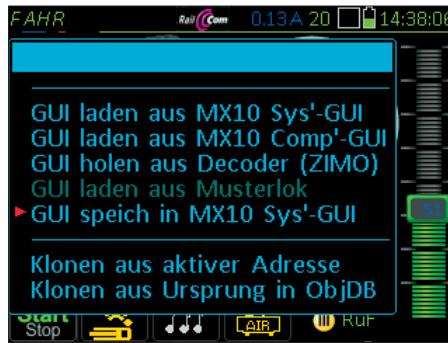 FAHR RailCom 0.13A 20 14:38:08
GUI laden aus MX10 Sys'-GUI
GUI laden aus MX10 Comp'-GUI
GUI holen aus Decoder (ZIMO)
GUI laden aus Musterlok
GUI speich in MX10 Sys'-GUI
Klonen aus aktiver Adresse
Klonen aus Ursprung in ObjDB
Start
Stop AIR Ruf